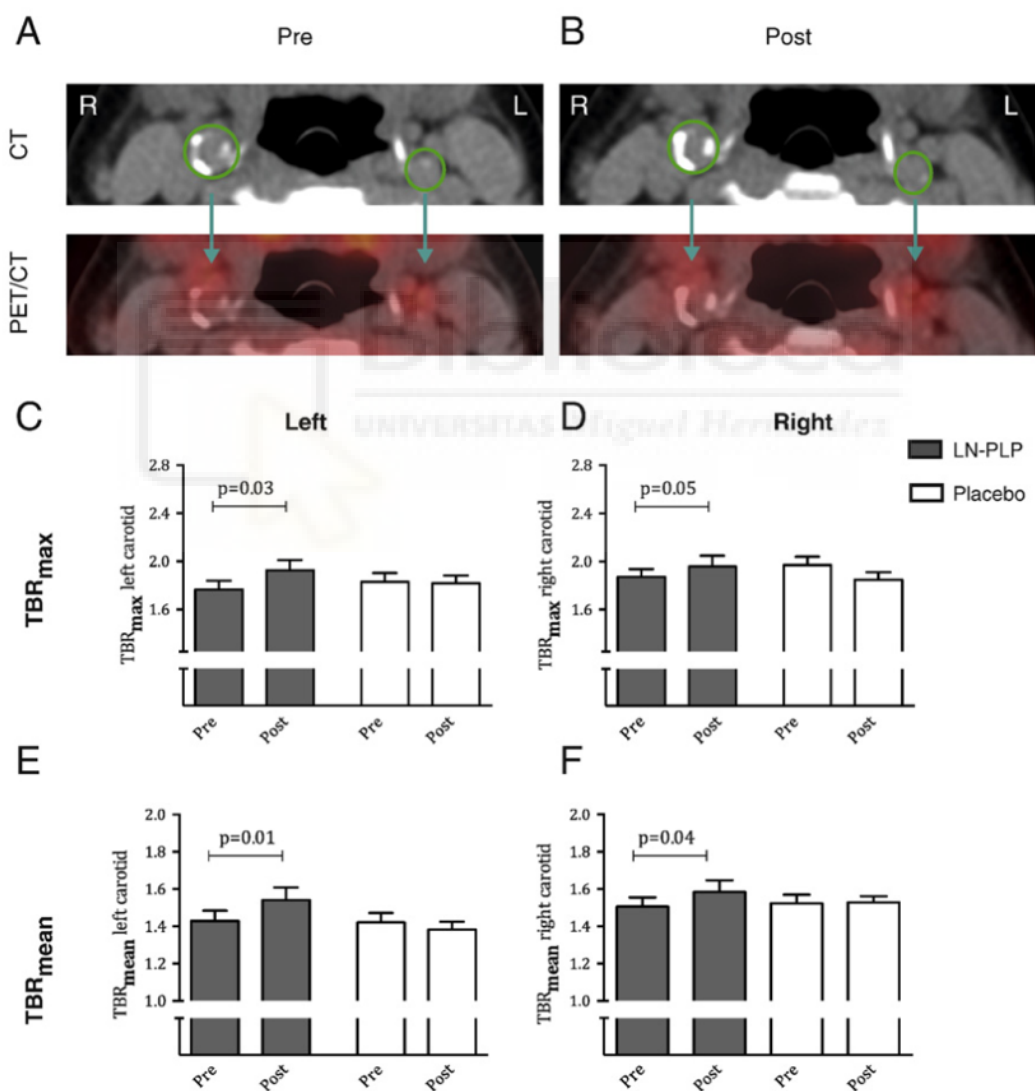 A Pre B Post
CT R L R L
PET/CT
Biblioteca
UNIVERSITAS Miguel Hernández
C Left D Right
LN-PLP
Placebo
TBRmax
TBRmax left carotid
2.8
2.4
2.0
1.6
p=0.03
Pre Post Pre Post
TBRmax right carotid
2.8
2.4
2.0
1.6
p=0.05
Pre Post Pre Post
E F
TBRmean
TBRmean left carotid
2.0
1.8
1.6
1.4
1.2
1.0
p=0.01
Pre Post Pre Post
TBRmean right carotid
2.0
1.8
1.6
1.4
1.2
1.0
p=0.04
Pre Post Pre Post